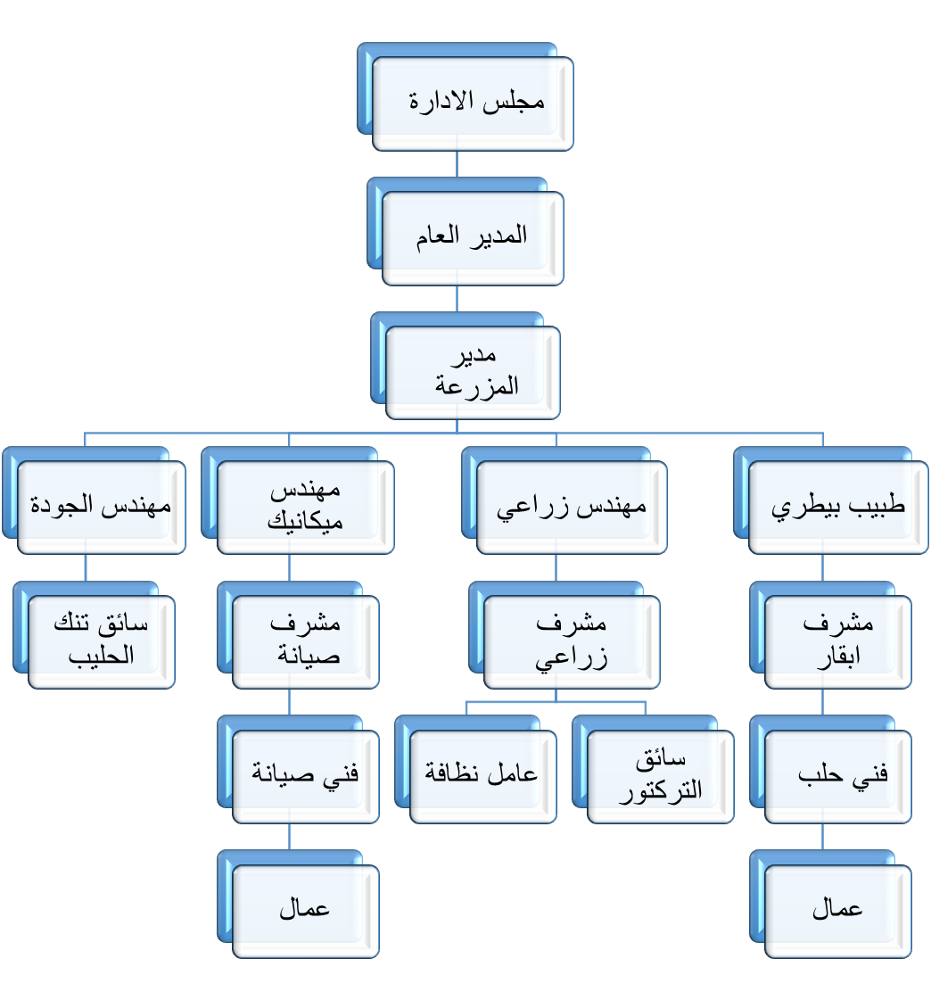 مجلس الادارة
المدير العام
مدير
المزرعة
طبيب بيطري
مهندس زراعي
مهندس
ميكانيك
مهندس الجودة
مشرف
ابقار
مشرف
زراعي
مشرف
صيانة
سائق تنك
الحليب
فني حلب
سائق
التركتور
عامل نظافة
فني صيانة
عمال
عمال